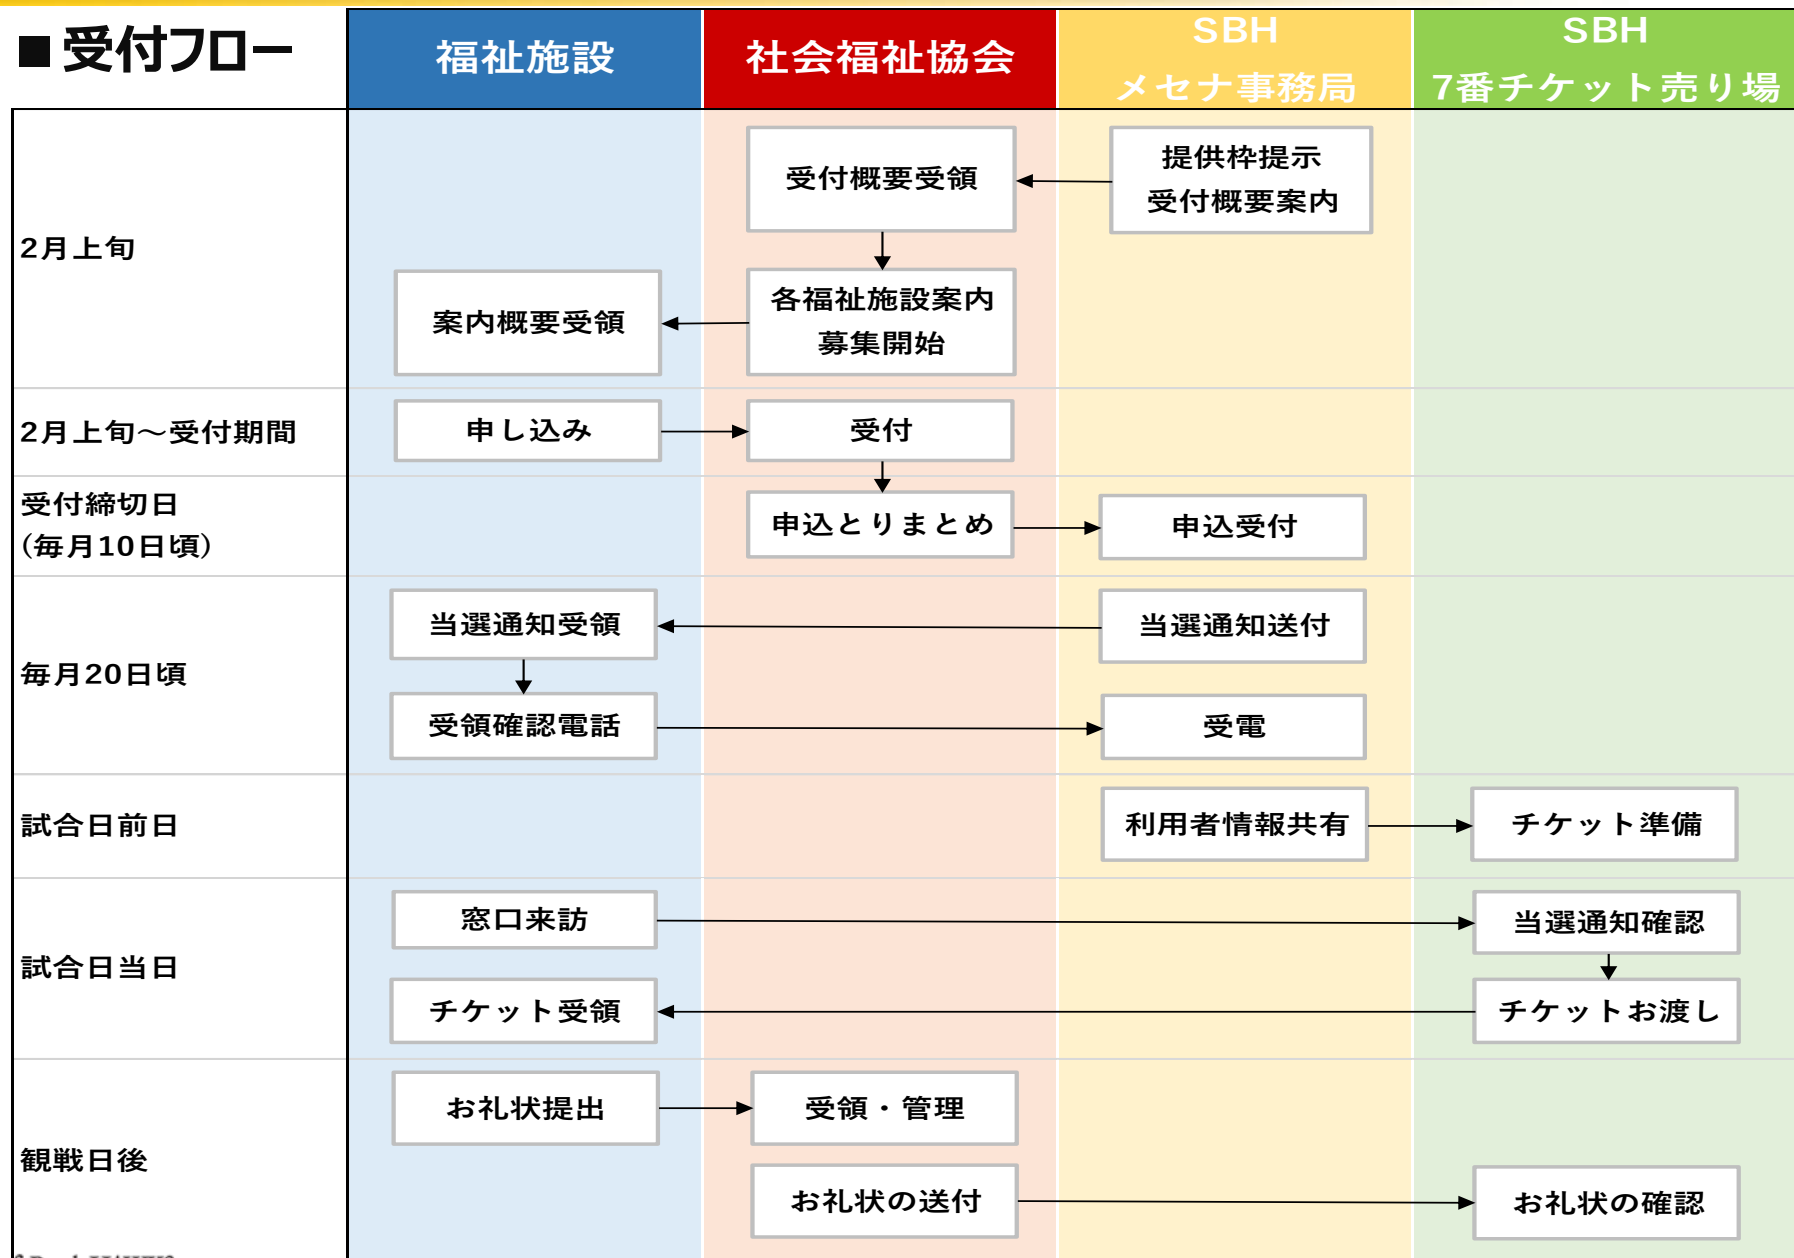 ■受付フロー
福祉施設
社会福祉協会
SBH
メセナ事務局
SBH
7番チケット売り場
2月上旬
受付概要受領
提供枠提示
受付概要案内
案内概要受領
各福祉施設案内
募集開始
2月上旬～受付期間
申し込み
受付
受付締切日
(毎月10日頃)
申込とりまとめ
申込受付
毎月20日頃
当選通知受領
当選通知送付
受領確認電話
受電
試合日前日
利用者情報共有
チケット準備
試合日当日
窓口来訪
当選通知確認
チケット受領
チケットお渡し
観戦日後
お礼状提出
受領・管理
お礼状の送付
お礼状の確認